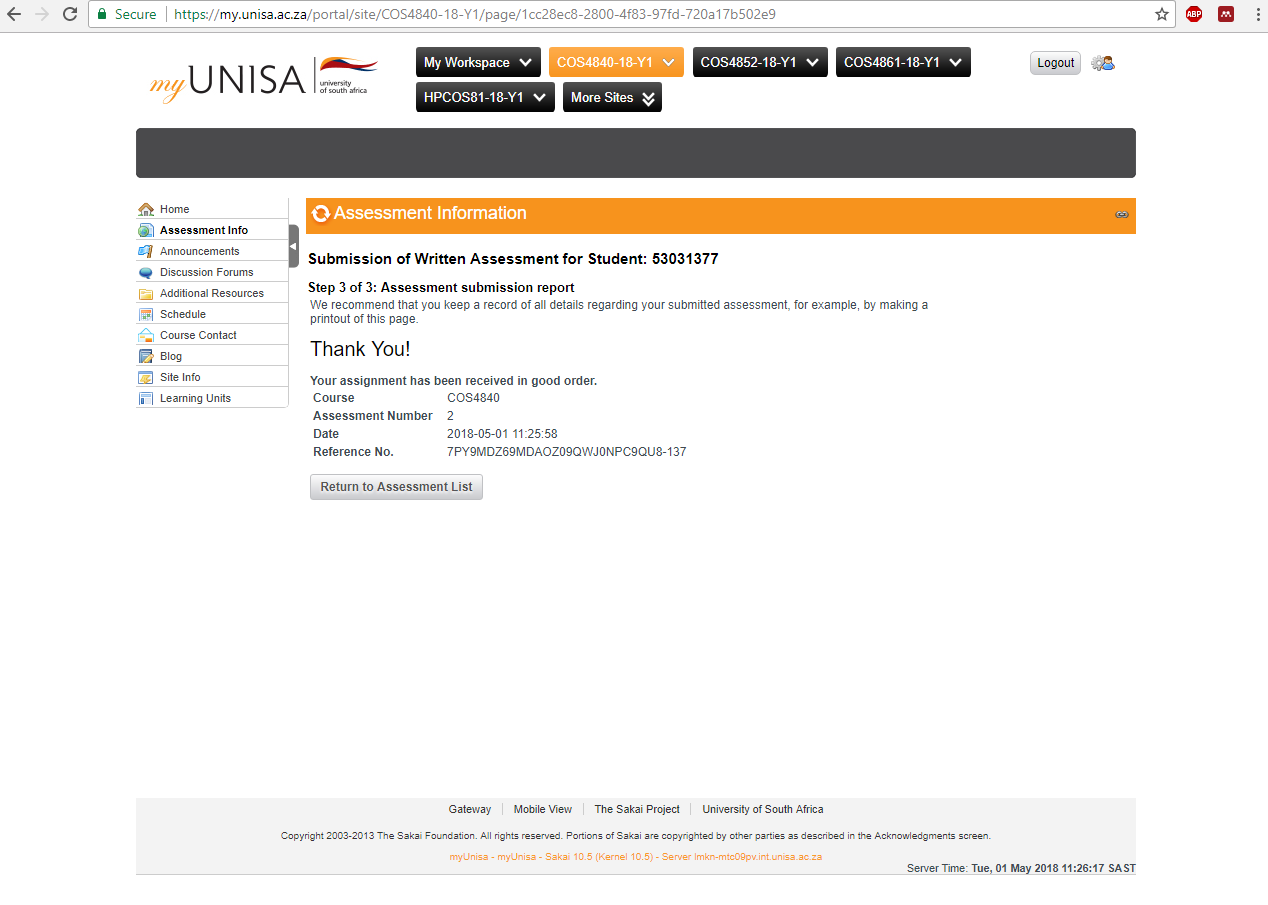 Secure https://my.unisa.ac.za/portal/site/COS4840-18-Y1/page/1cc28ec8-2800-4f83-97fd-720a17b502e9 ABP
my UNISA university of south africa
My Workspace COS4840-18-Y1 COS4852-18-Y1 COS4861-18-Y1 Logout
HPCOS81-18-Y1 More Sites
Home
Assessment Info
Announcements
Discussion Forums
Additional Resources
Schedule
Course Contact
Blog
Site Info
Learning Units
Assessment Information
Submission of Written Assessment for Student: 53031377
Step 3 of 3: Assessment submission report
We recommend that you keep a record of all details regarding your submitted assessment, for example, by making a
printout of this page.
Thank You!
Your assignment has been received in good order.
Course COS4840
Assessment Number 2
Date 2018-05-01 11:25:58
Reference No. 7PY9MDZ69MDAOZ09QWJ0NPC9QU8-137
Return to Assessment List
Gateway Mobile View The Sakai Project University of South Africa
Copyright 2003-2013 The Sakai Foundation. All rights reserved. Portions of Sakai are copyrighted by other parties as described in the Acknowledgments screen.
myUnisa - myUnisa - Sakai 10.5 (Kernel 10.5) - Server lmkn-mtc09pv.int.unisa.ac.za
Server Time: Tue, 01 May 2018 11:26:17 SAST